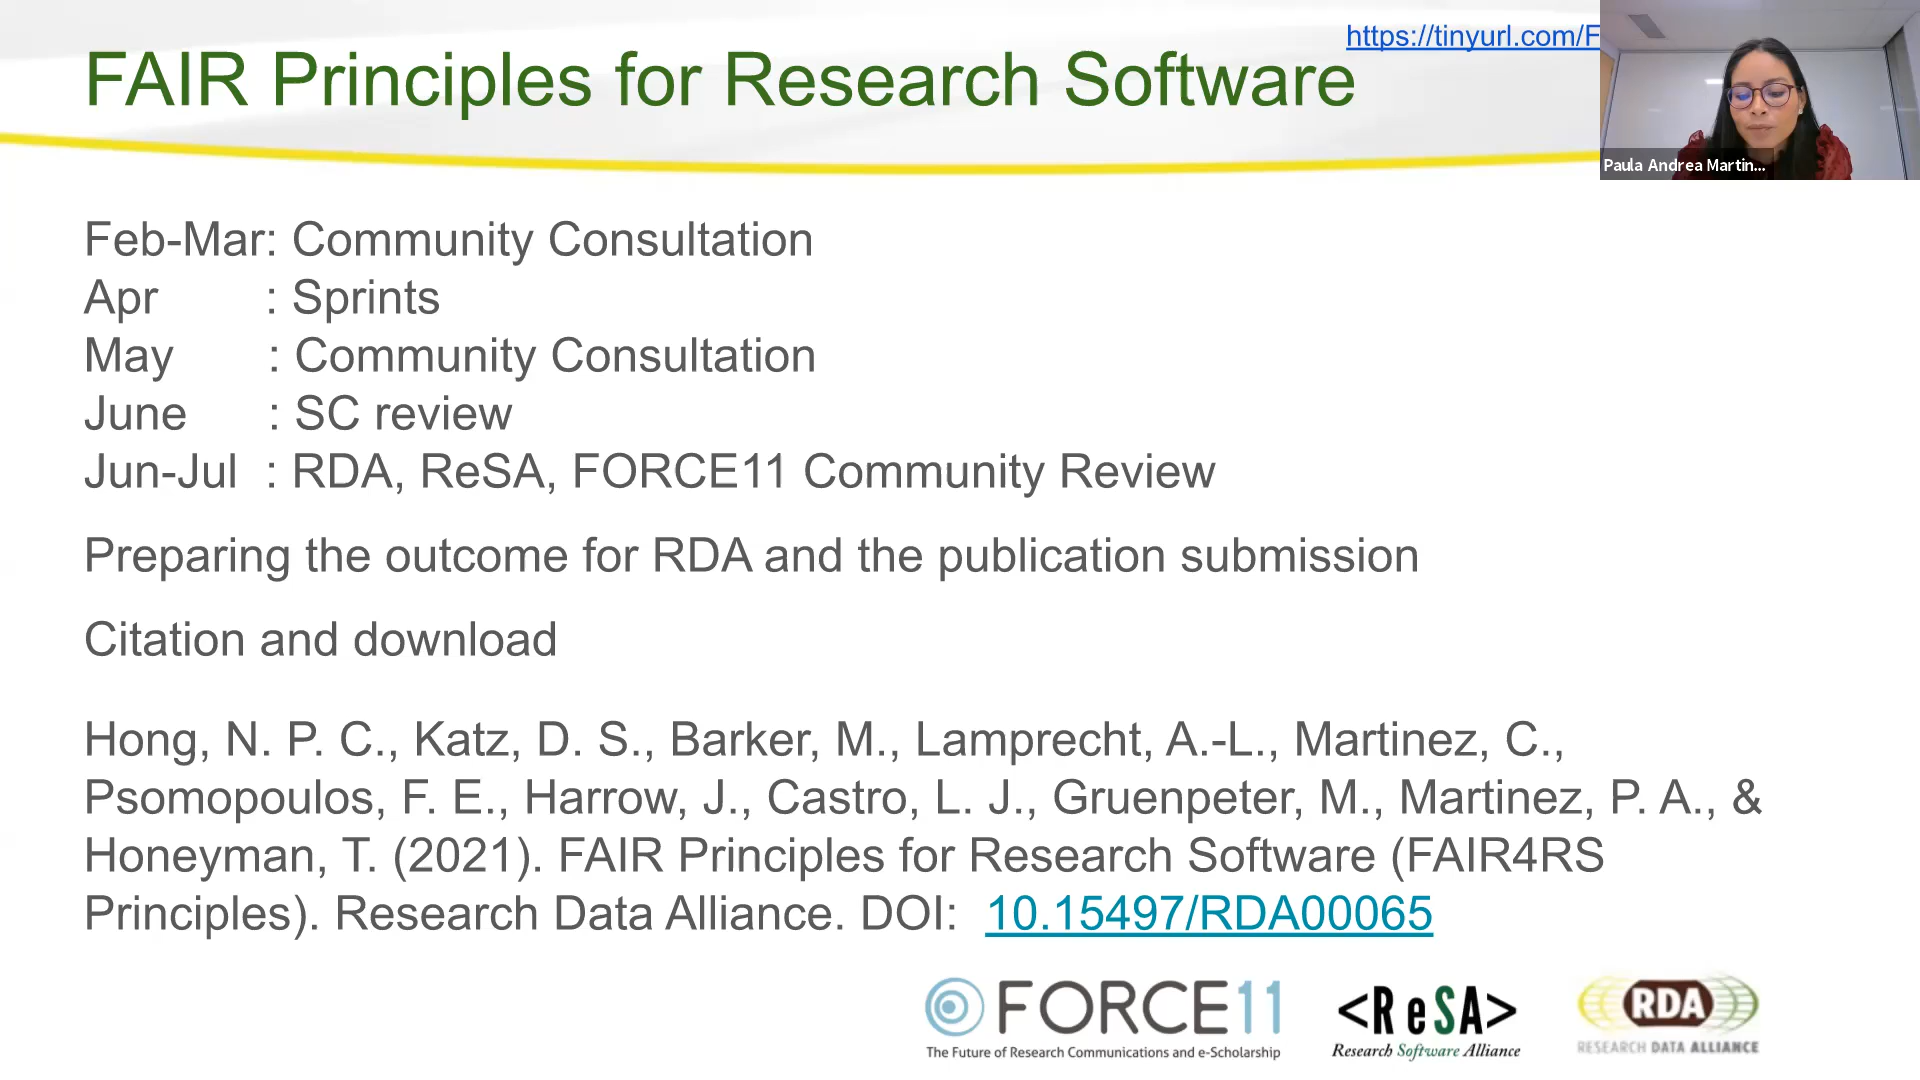 https://tinyurl.com/F
FAIR Principles for Research Software
Paula Andrea Martin...
Feb-Mar: Community Consultation
Apr : Sprints
May : Community Consultation
June : SC review
Jun-Jul : RDA, ReSA, FORCE11 Community Review
Preparing the outcome for RDA and the publication submission
Citation and download
Hong, N. P. C., Katz, D. S., Barker, M., Lamprecht, A.-L., Martinez, C.,
Psomopoulos, F. E., Harrow, J., Castro, L. J., Gruenpeter, M., Martinez, P. A., &
Honeyman, T. (2021). FAIR Principles for Research Software (FAIR4RS
Principles). Research Data Alliance. DOI: 10.15497/RDA00065
FORCE11
The Future of Research Communications and e-Scholarship
<ReSA>
Research Software Alliance
RDA
RESEARCH DATA ALLIANCE